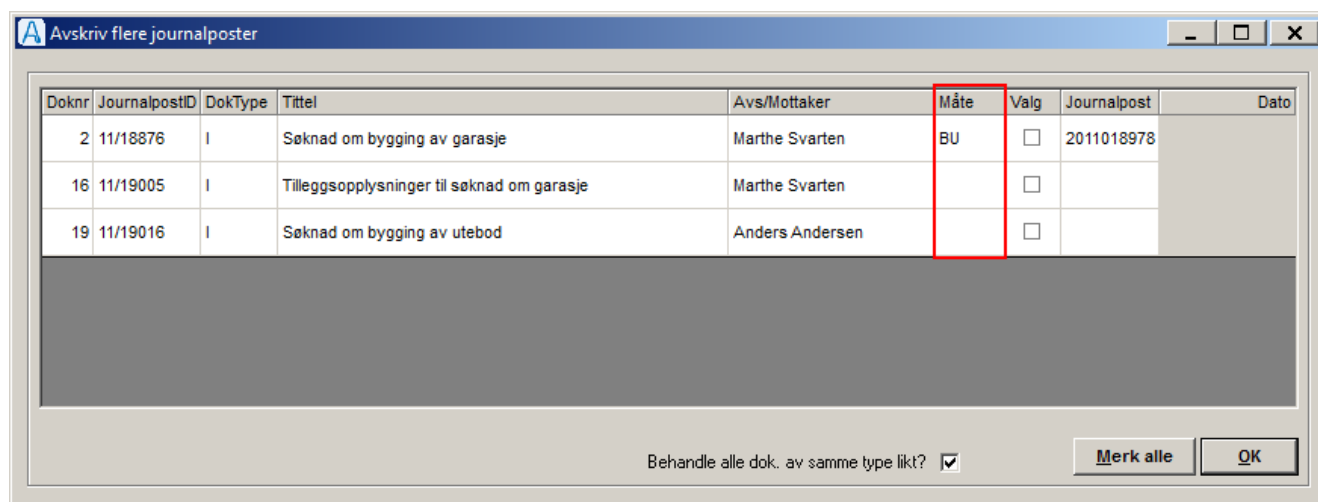 Avskriv flere journalposter
Doknr JournalpostID DokType Tittel Avs/Mottaker Måte Valg Journalpost Dato
2 11/18876 I Søknad om bygging av garasje Marthe Svarten BU 2011018978
16 11/19005 I Tilleggsopplysninger til søknad om garasje Marthe Svarten
19 11/19016 I Søknad om bygging av utebod Anders Andersen
Behandle alle dok. av samme type likt? Merk alle OK